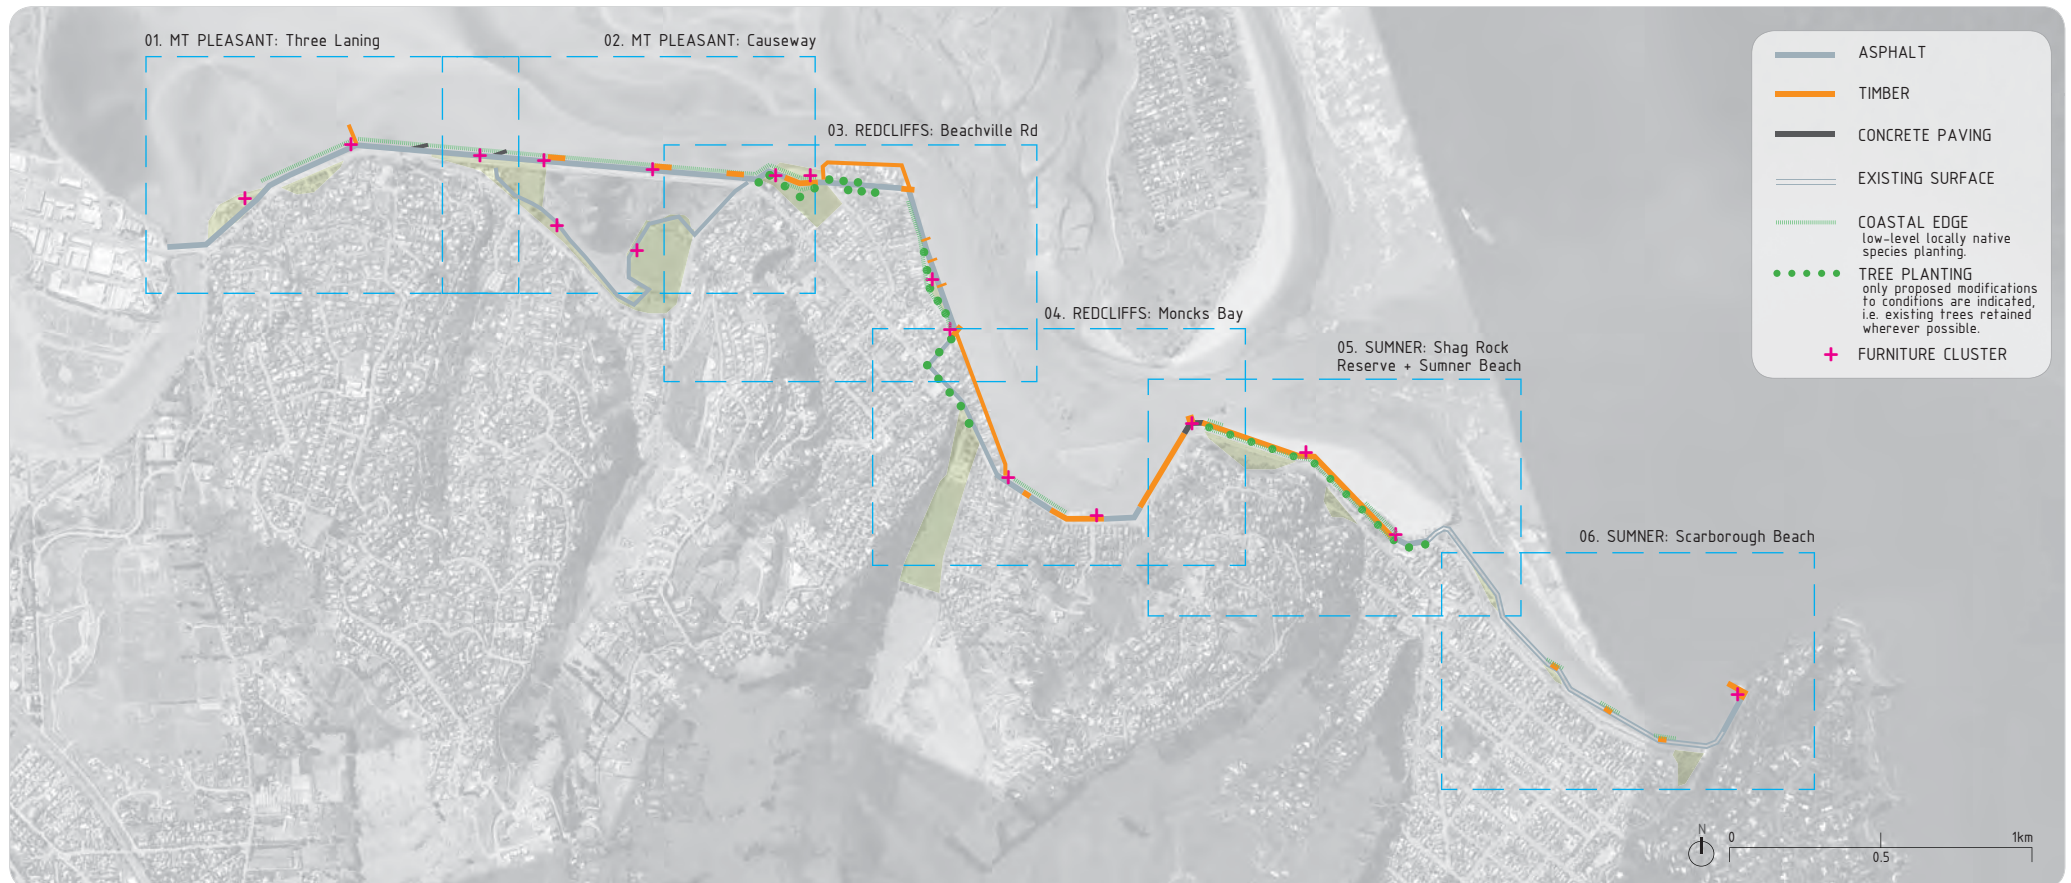 01. MT PLEASANT: Three Laning
02. MT PLEASANT: Causeway
03. REDCLIFFS: Beachville Rd
04. REDCLIFFS: Moncks Bay
05. SUMNER: Shag Rock
Reserve + Sumner Beach
06. SUMNER: Scarborough Beach
ASPHALT
TIMBER
CONCRETE PAVING
EXISTING SURFACE
COASTAL EDGE
low-level locally native
species planting.
TREE PLANTING
only proposed modifications
to conditions are indicated,
i.e. existing trees retained
wherever possible.
FURNITURE CLUSTER
N
0
1km
0.5